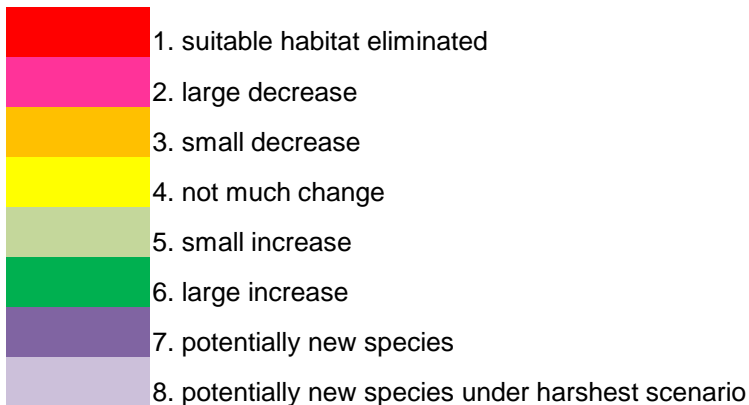 1. suitable habitat eliminated
2. large decrease
3. small decrease
4. not much change
5. small increase
6. large increase
7. potentially new species
8. potentially new species under harshest scenario